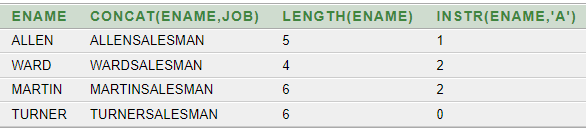 ENAME CONCAT(ENAME,JOB) LENGTH(ENAME) INSTR(ENAME,'A')
ALLEN ALLENSALESMAN 5 1
WARD WARDSALESMAN 4 2
MARTIN MARTINSALESMAN 6 2
TURNER TURNERSALESMAN 6 0